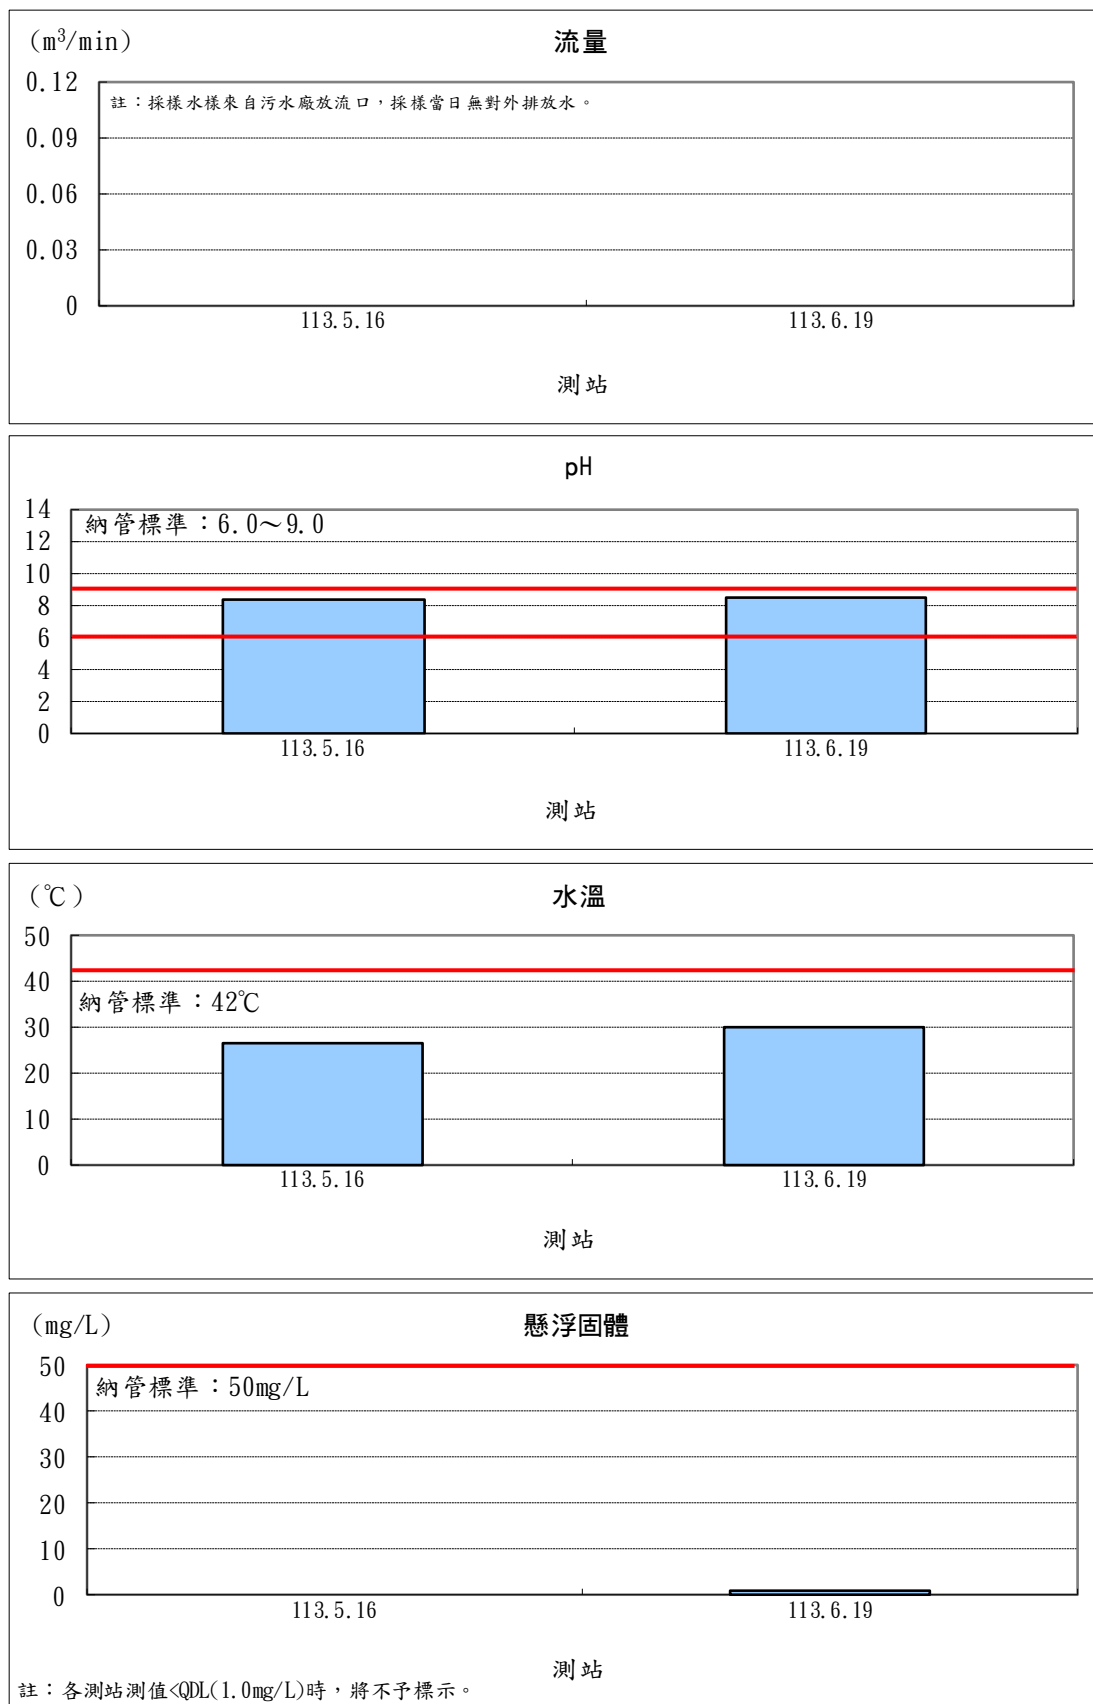 (m³/min)
流量
0.12
註：採樣水樣來自污水廠放流口，採樣當日無對外排放水。
0.09
0.06
0.03
0
113.5.16
113.6.19
測站
pH
14
納管標準：6.0～9.0
12
10
8
6
4
2
0
113.5.16
113.6.19
測站
(℃)
水溫
50
40
納管標準：42℃
30
20
10
0
113.5.16
113.6.19
測站
(mg/L)
懸浮固體
50
納管標準：50mg/L
40
30
20
10
0
113.5.16
113.6.19
測站
註：各測站測值<QDL(1.0mg/L)時，將不予標示。